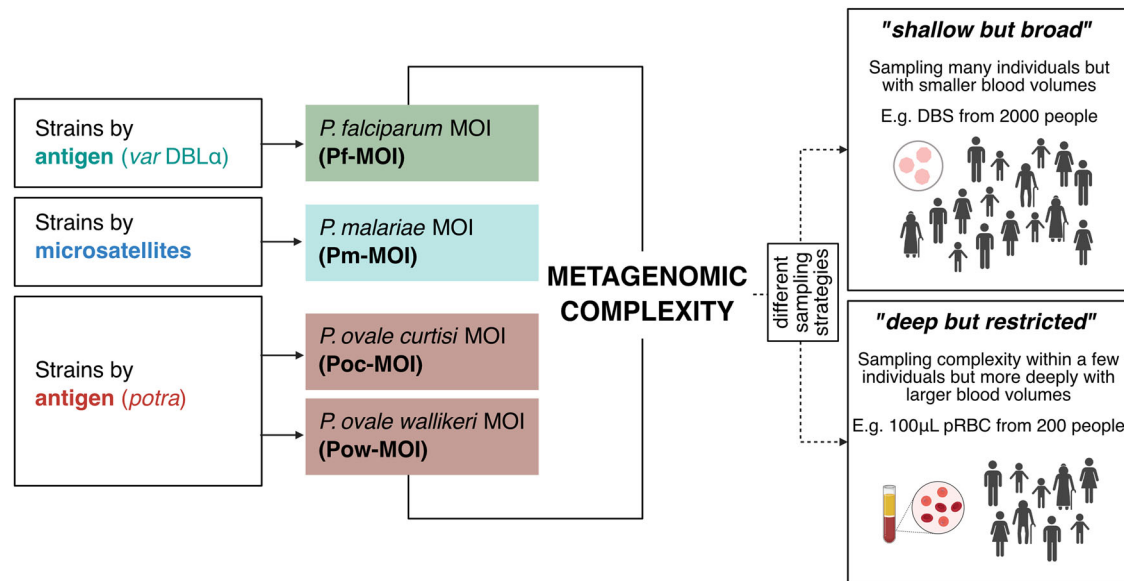 Strains by
antigen (var DBLα)
P. falciparum MOI
(Pf-MOI)
Strains by
microsatellites
P. malariae MOI
(Pm-MOI)
Strains by
antigen (potra)
P. ovale curtisi MOI
(Poc-MOI)
P. ovale wallikeri MOI
(Pow-MOI)
METAGENOMIC
COMPLEXITY
different
sampling
strategies
"shallow but broad"
Sampling many individuals but
with smaller blood volumes
E.g. DBS from 2000 people
"deep but restricted"
Sampling complexity within a few
individuals but more deeply with
larger blood volumes
E.g. 100μL pRBC from 200 people